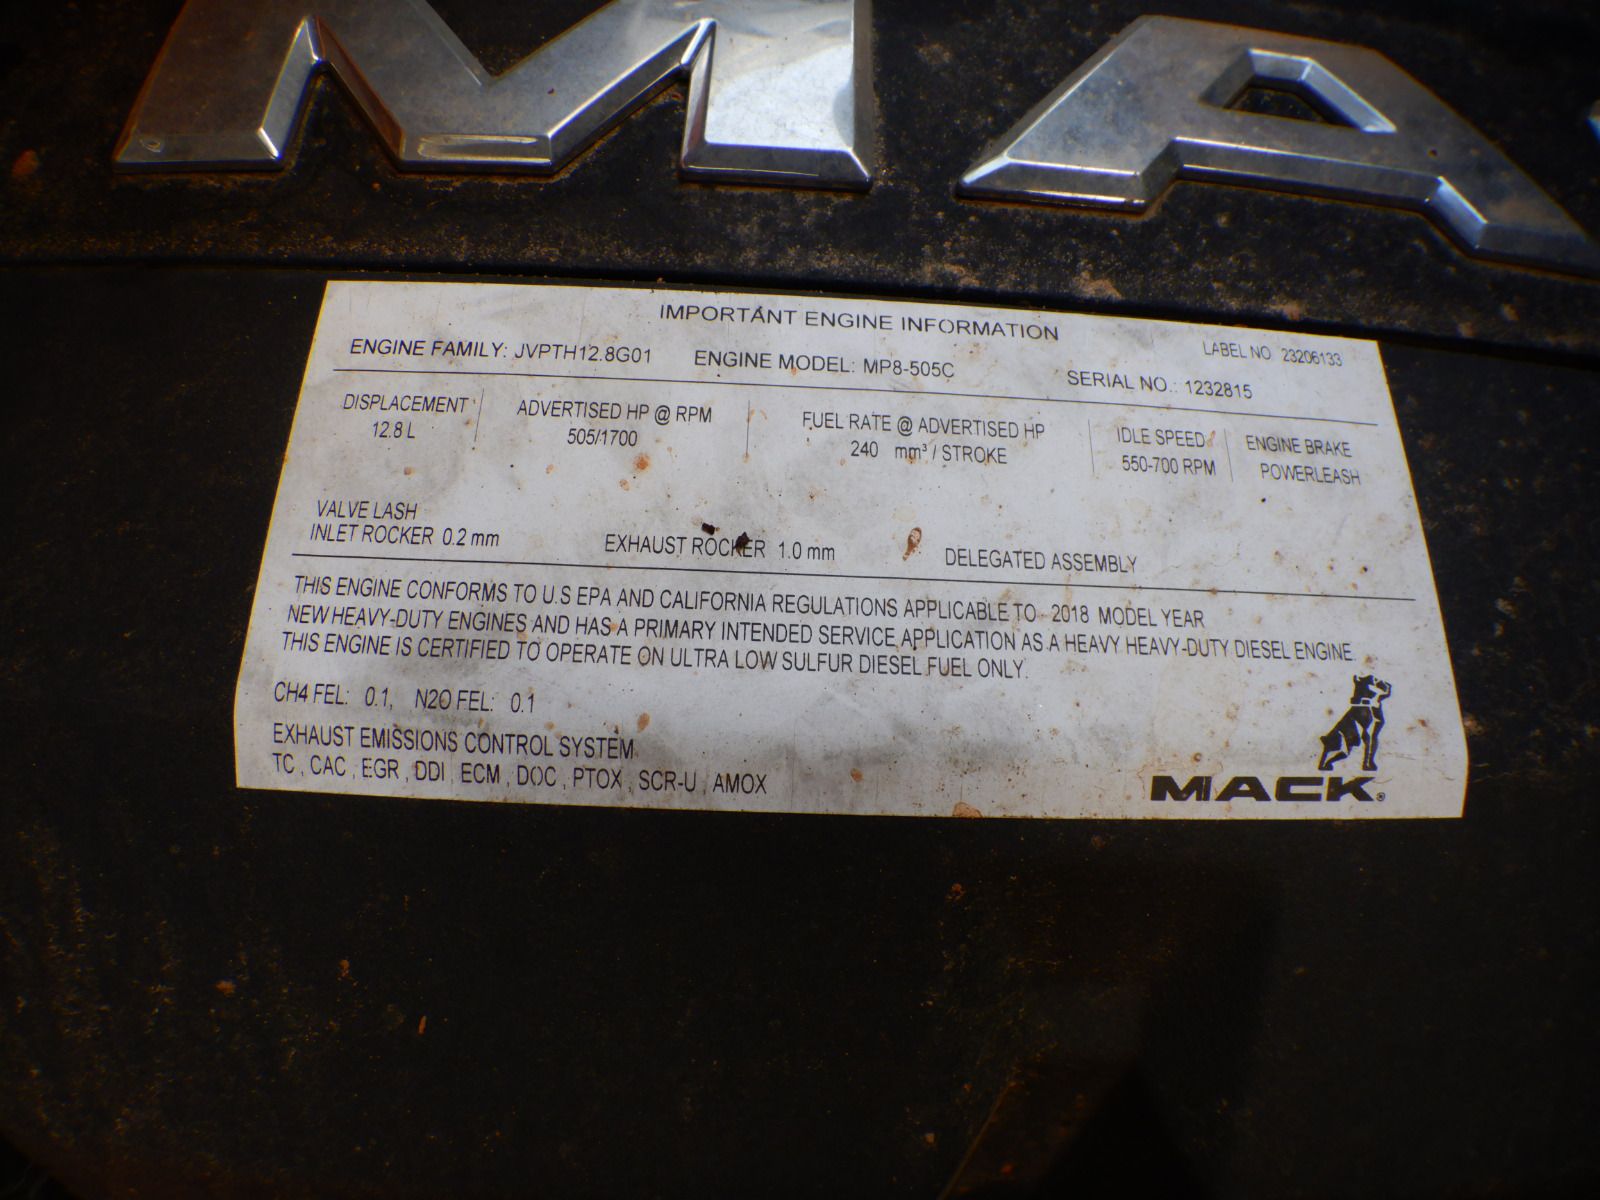 MA
IMPORTANT ENGINE INFORMATION
LABEL NO. 23206133
ENGINE FAMILY: JVPTH12.8G01 ENGINE MODEL: MP8-505C SERIAL NO.: 1232815
DISPLACEMENT ADVERTISED HP @ RPM FUEL RATE @ ADVERTISED HP IDLE SPEED ENGINE BRAKE
12.8 L 505/1700 240 mm³ / STROKE 550-700 RPM POWERLEASH
VALVE LASH
INLET ROCKER 0.2 mm EXHAUST ROCKER 1.0 mm DELEGATED ASSEMBLY
THIS ENGINE CONFORMS TO U.S EPA AND CALIFORNIA REGULATIONS APPLICABLE TO 2018 MODEL YEAR
NEW HEAVY-DUTY ENGINES AND HAS A PRIMARY INTENDED SERVICE APPLICATION AS A HEAVY HEAVY-DUTY DIESEL ENGINE.
THIS ENGINE IS CERTIFIED TO OPERATE ON ULTRA LOW SULFUR DIESEL FUEL ONLY.
CH4 FEL: 0.1, N2O FEL: 0.1
EXHAUST EMISSIONS CONTROL SYSTEM
TC , CAC , EGR , DDI , ECM , DOC , PTOX , SCR-U , AMOX
MACK®